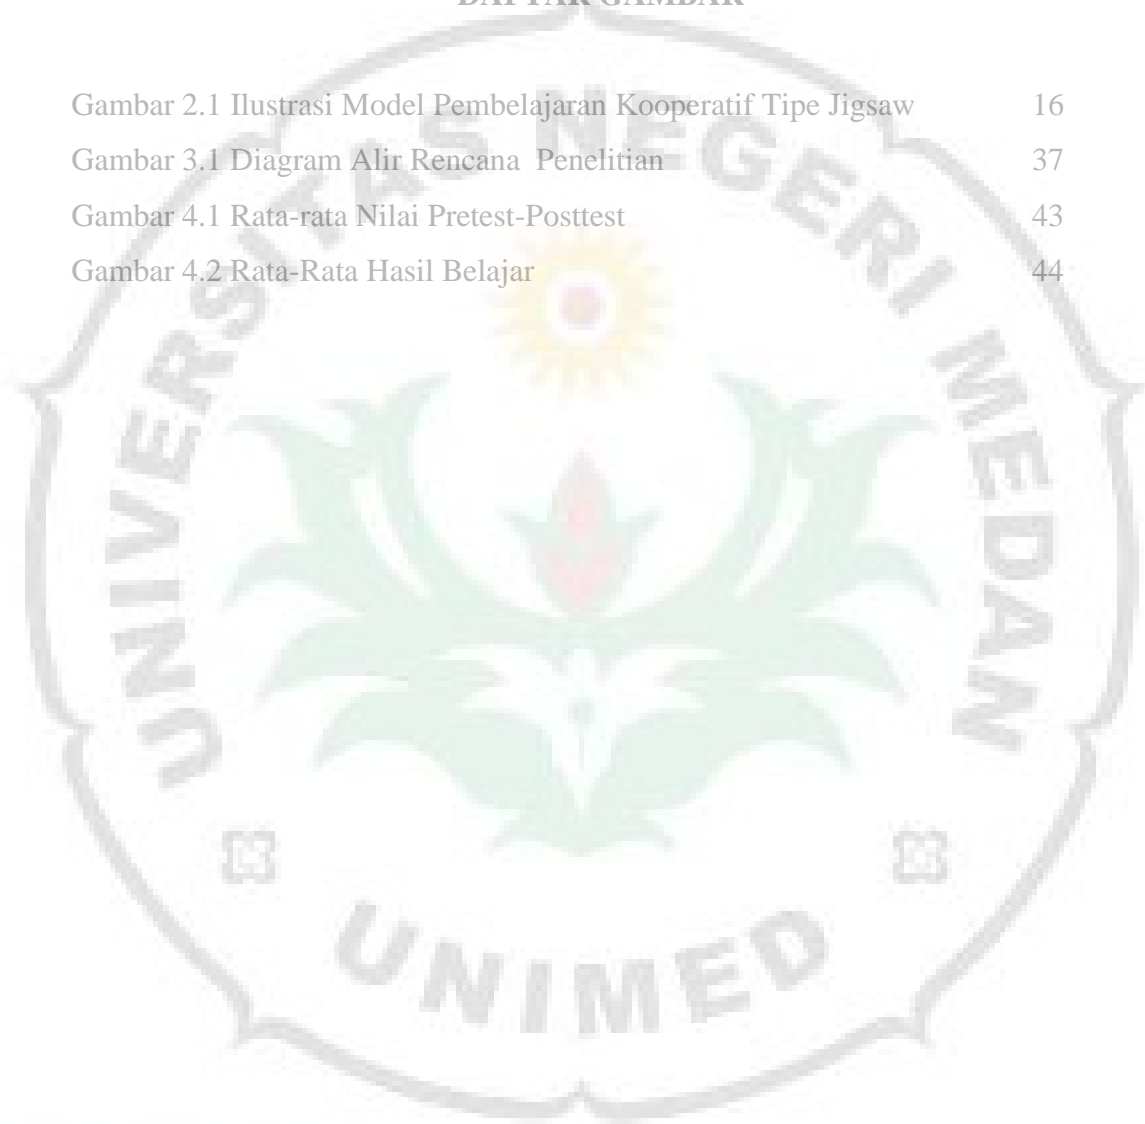 DAFTAR GAMBAR
Gambar 2.1 Ilustrasi Model Pembelajaran Kooperatif Tipe Jigsaw 16
Gambar 3.1 Diagram Alir Rencana  Penelitian 37
Gambar 4.1 Rata-rata Nilai Pretest-Posttest 43
Gambar 4.2 Rata-Rata Hasil Belajar 44
UNIVERSITAS NEGERI MEDAN
UNIMED